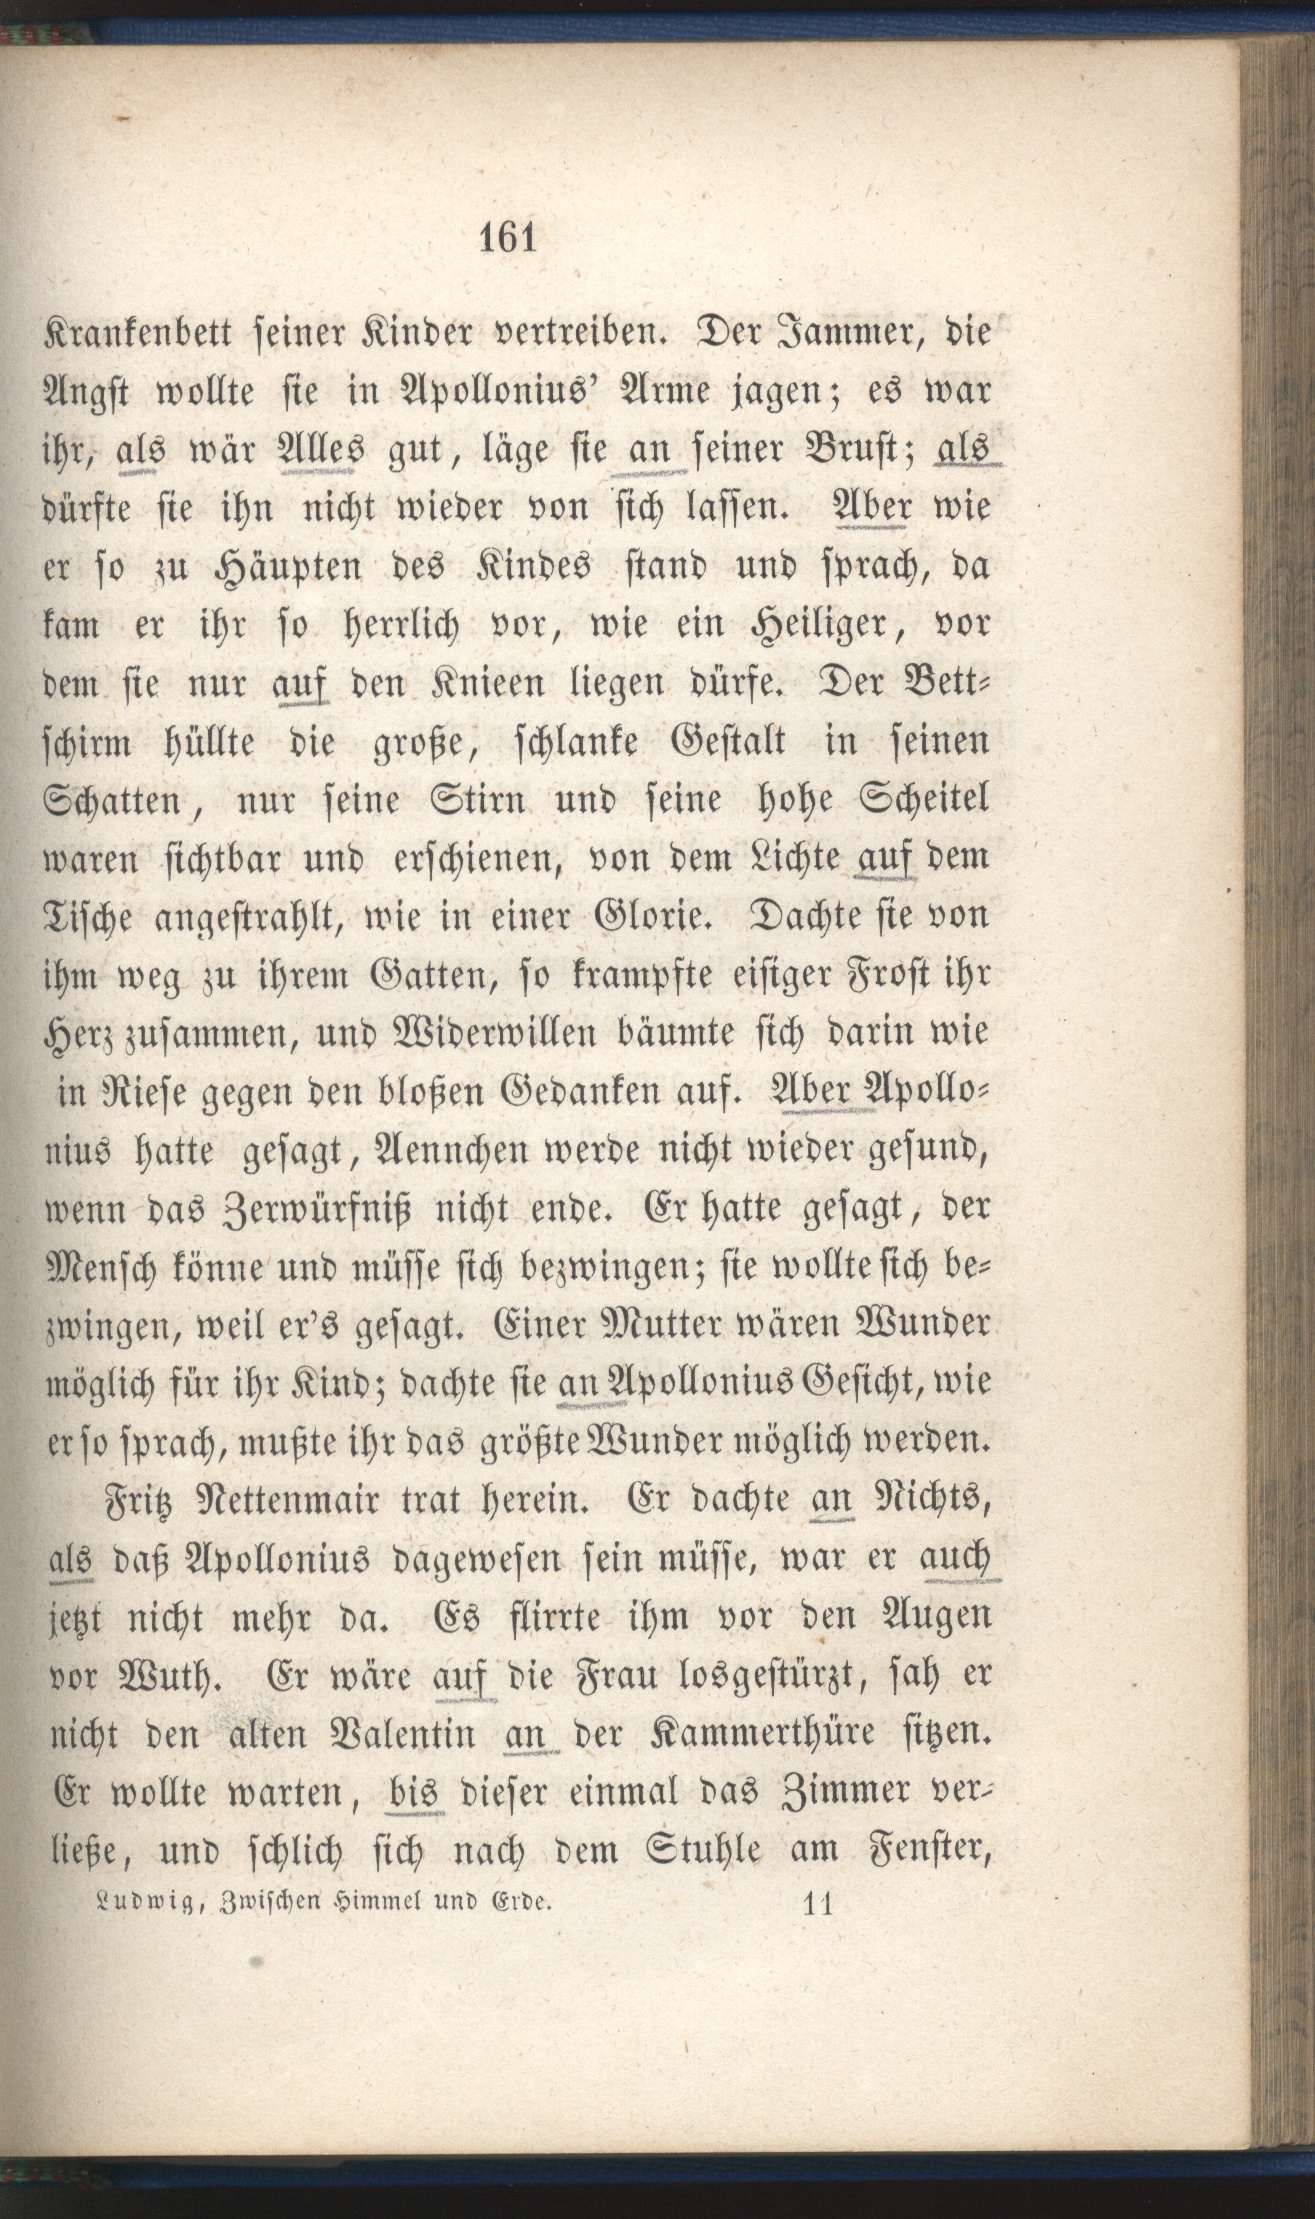 161
Krankenbett seiner Kinder vertreiben. Der Jammer, die
Angst wollte sie in Apollonius’ Arme jagen; es war
ihr, als wär Alles gut, läge sie an seiner Brust; als
dürfte sie ihn nicht wieder von sich lassen. Aber wie
er so zu Häupten des Kindes stand und sprach, da
kam er ihr so herrlich vor, wie ein Heiliger, vor
dem sie nur auf den Knieen liegen dürfe. Der Bett-
schirm hüllte die große, schlanke Gestalt in seinen
Schatten, nur seine Stirn und seine hohe Scheitel
waren sichtbar und erschienen, von dem Lichte auf dem
Tische angestrahlt, wie in einer Glorie. Dachte sie von
ihm weg zu ihrem Gatten, so krampfte eisiger Frost ihr
Herz zusammen, und Widerwillen bäumte sich darin wie
in Riese gegen den bloßen Gedanken auf. Aber Apollo-
nius hatte gesagt, Aennchen werde nicht wieder gesund,
wenn das Zerwürfniß nicht ende. Er hatte gesagt, der
Mensch könne und müsse sich bezwingen; sie wollte sich be-
zwingen, weil er’s gesagt. Einer Mutter wären Wunder
möglich für ihr Kind; dachte sie an Apollonius Gesicht, wie
er so sprach, mußte ihr das größte Wunder möglich werden.
Fritz Nettenmair trat herein. Er dachte an Nichts,
als daß Apollonius dagewesen sein müsse, war er auch
jetzt nicht mehr da. Es flirrte ihm vor den Augen
vor Wuth. Er wäre auf die Frau losgestürzt, sah er
nicht den alten Valentin an der Kammerthüre sitzen.
Er wollte warten, bis dieser einmal das Zimmer ver-
ließe, und schlich sich nach dem Stuhle am Fenster,
Ludwig, Zwischen Himmel und Erde. 11